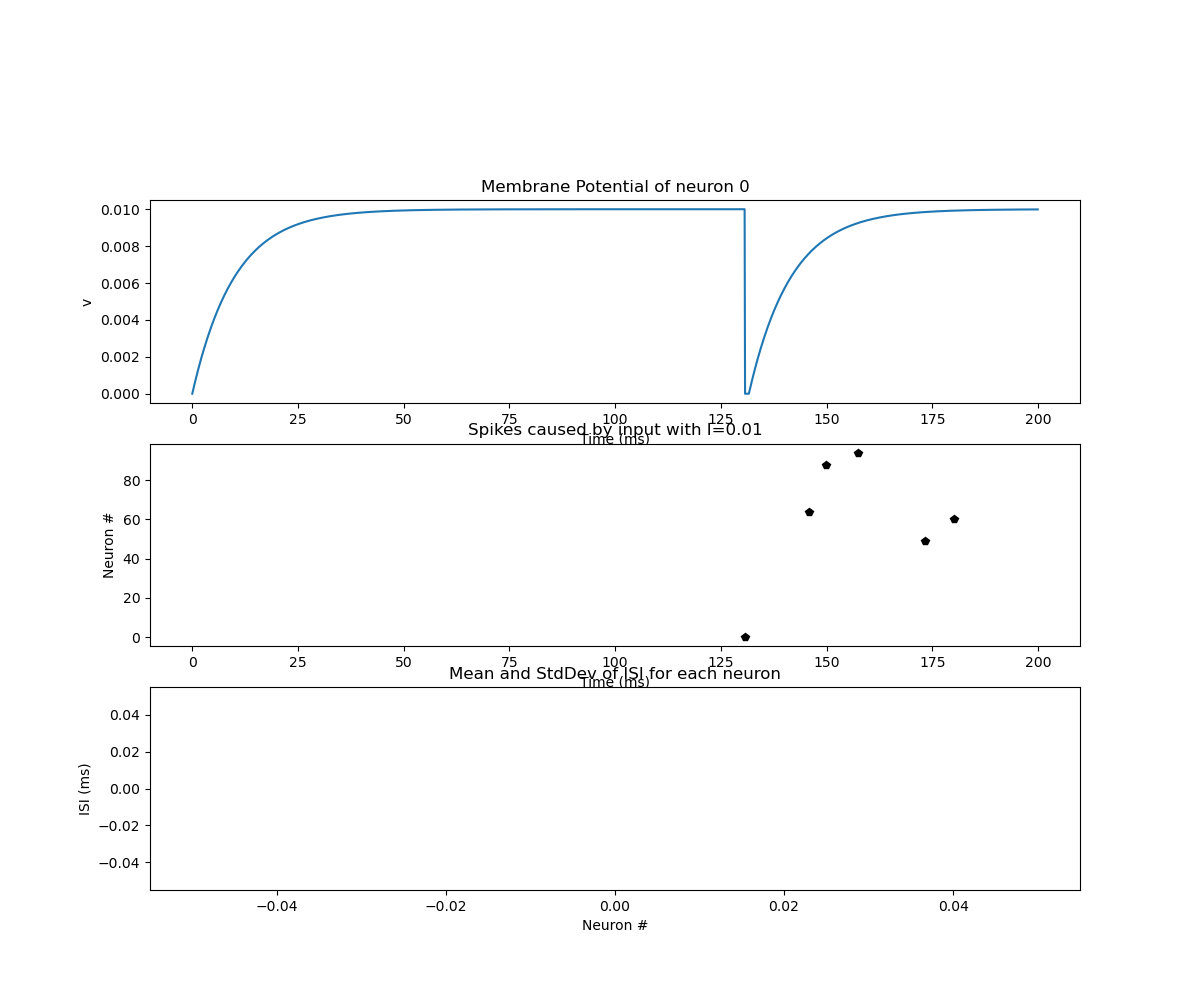 Membrane Potential of neuron 0
0.010
0.008
0.006
0.004
0.002
0.000
v
0 25 50 75 100 125 150 175 200
Time (ms)
Spikes caused by input with I=0.01
80
60
40
20
0
Neuron #
0 25 50 75 100 125 150 175 200
Time (ms)
Mean and StdDev of ISI for each neuron
0.04
0.02
0.00
−0.02
−0.04
ISI (ms)
−0.04 −0.02 0.00 0.02 0.04
Neuron #